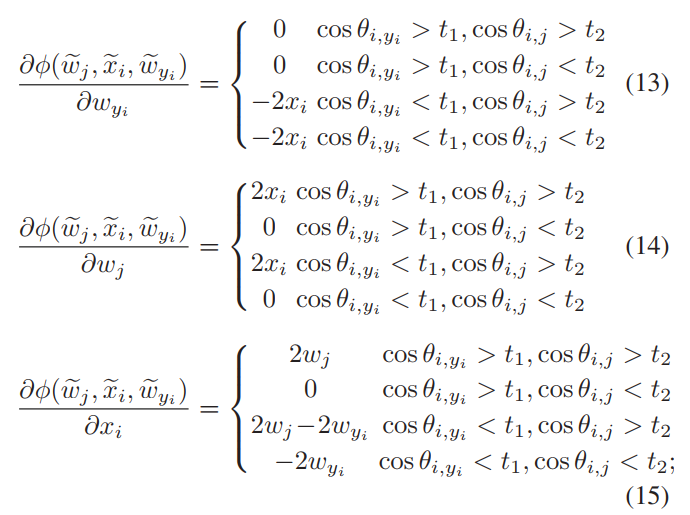 ∂ϕ(w̃_j, x̃_i, w̃_{y_i}) / ∂w_{y_i} = { 0 cos θ_{i,y_i} > t_1, cos θ_{i,j} > t_2
0 cos θ_{i,y_i} > t_1, cos θ_{i,j} < t_2
−2x_i cos θ_{i,y_i} < t_1, cos θ_{i,j} > t_2
−2x_i cos θ_{i,y_i} < t_1, cos θ_{i,j} < t_2
(13)
∂ϕ(w̃_j, x̃_i, w̃_{y_i}) / ∂w_j = { 2x_i cos θ_{i,y_i} > t_1, cos θ_{i,j} > t_2
0 cos θ_{i,y_i} > t_1, cos θ_{i,j} < t_2
2x_i cos θ_{i,y_i} < t_1, cos θ_{i,j} > t_2
0 cos θ_{i,y_i} < t_1, cos θ_{i,j} < t_2
(14)
∂ϕ(w̃_j, x̃_i, w̃_{y_i}) / ∂x_i = { 2w_j cos θ_{i,y_i} > t_1, cos θ_{i,j} > t_2
0 cos θ_{i,y_i} > t_1, cos θ_{i,j} < t_2
2w_j−2w_{y_i} cos θ_{i,y_i} < t_1, cos θ_{i,j} > t_2
−2w_{y_i} cos θ_{i,y_i} < t_1, cos θ_{i,j} < t_2;
(15)